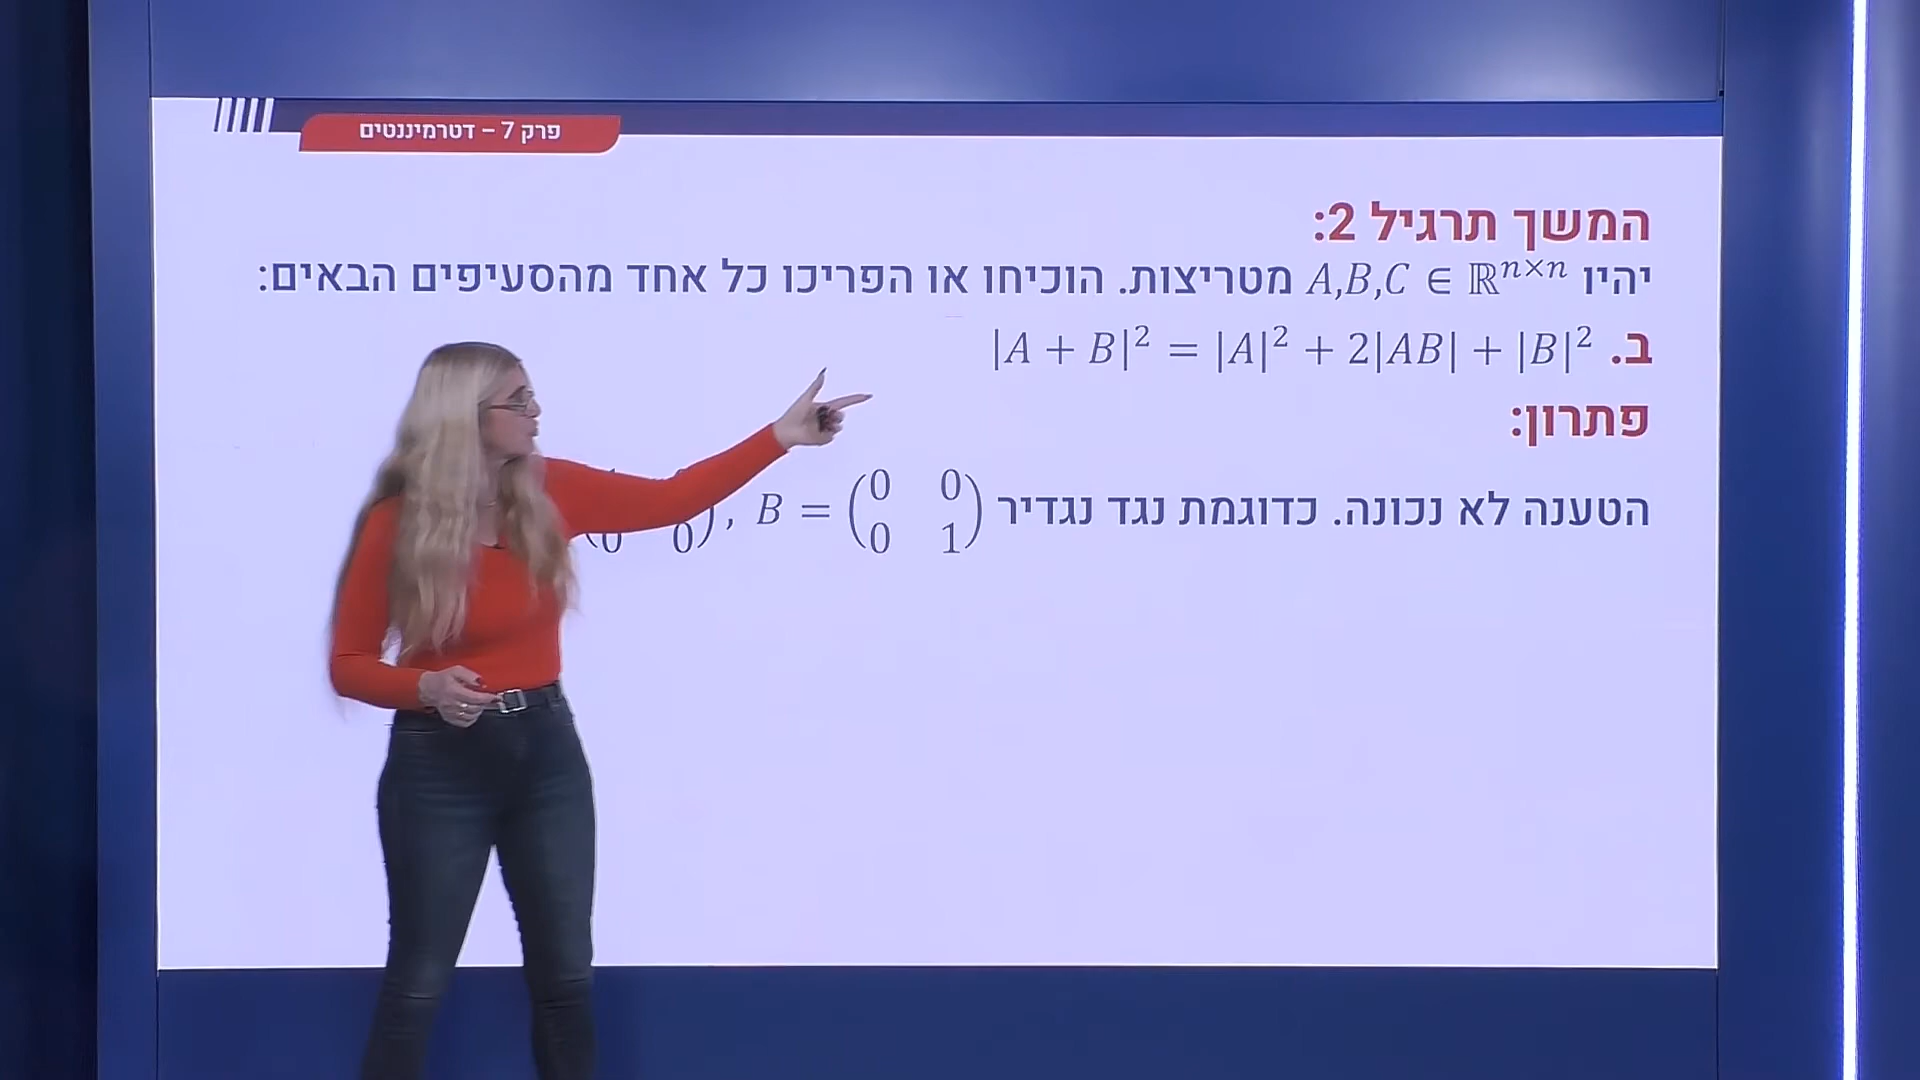 פרק 7 – דטרמיננטים
המשך תרגיל 2:
יהיו A,B,C ∈ ℝⁿˣⁿ מטריצות. הוכיחו או הפריכו כל אחד מהסעיפים הבאים:
ב. |A + B|² = |A|² + 2|AB| + |B|²
פתרון:
הטענה לא נכונה. כדוגמת נגד נגדיר , B = (0 0; 0 1)